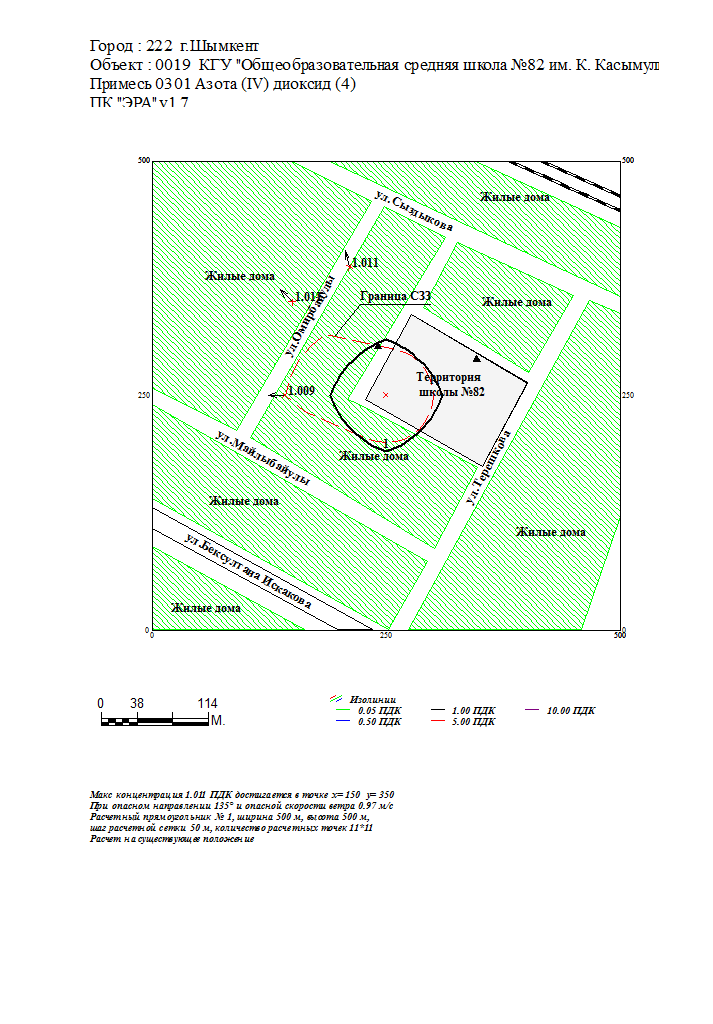 Город : 222 г.Шымкент
Объект : 0019 КГУ "Общеобразовательная средняя школа №82 им. К. Касымул
Примесь 0301 Азота (IV) диоксид (4)
ПК "ЭРА" v1.7
500
500
Жилые дома
ул.Сыздыкова
1.011
Жилые дома
1.011
Граница СЗЗ
Жилые дома
ул.Омирбайулы
Территория
школы №82
250
1.009
250
1
Жилые дома
ул.Майлыбайулы
ул.Терешкова
Жилые дома
Жилые дома
ул.Бексултана Искакова
Жилые дома
0
0
250
500
0
0 38 114
М.
Изолинии
0.05 ПДК 1.00 ПДК 10.00 ПДК
0.50 ПДК 5.00 ПДК
Макс концентрация 1.011 ПДК достигается в точке x= 150 y= 350
При опасном направлении 135° и опасной скорости ветра 0.97 м/с
Расчетный прямоугольник № 1, ширина 500 м, высота 500 м,
шаг расчетной сетки 50 м, количество расчетных точек 11*11
Расчет на существующее положение